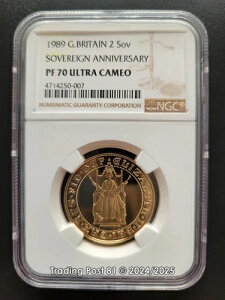 1989 G.BRITAIN 2 Sov
SOVEREIGN ANNIVERSARY
PF 70 ULTRA CAMEO
4714250-007
NUMISMATIC GUARANTY CORPORATION
NGC
Trading Post 81 © 2024/2025